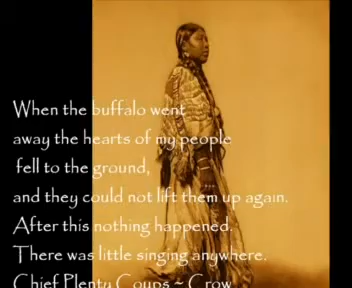 When the buffalo went
away the hearts of my people
fell to the ground,
and they could not lift them up again.
After this nothing happened.
There was little singing anywhere.
Chief Plenty Coups ~ Crow